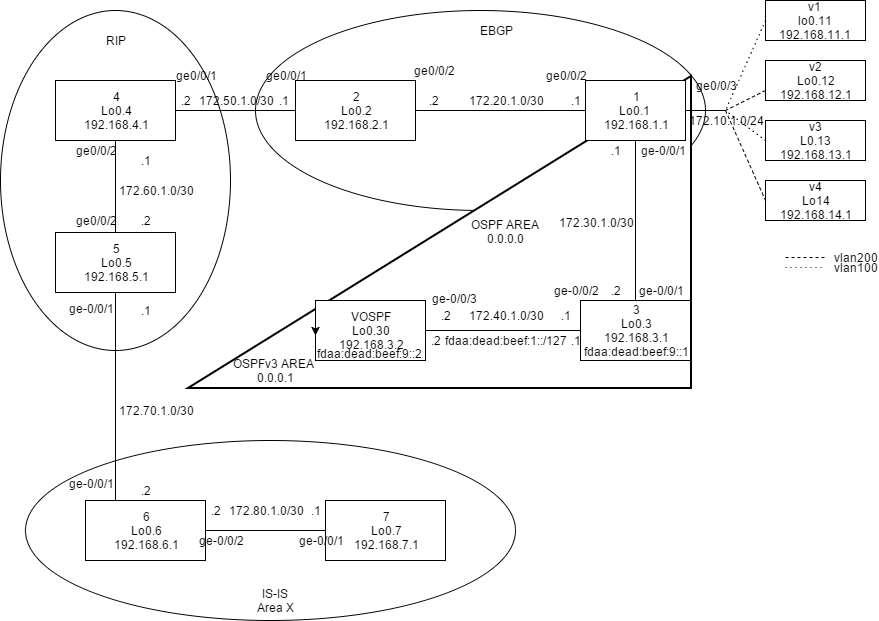 RIP
EBGP
v1
lo0.11
192.168.11.1
v2
Lo0.12
192.168.12.1
v3
L0.13
192.168.13.1
v4
Lo14
192.168.14.1
vlan200
vlan100
ge0/0/1
ge0/0/1
ge0/0/2
ge0/0/2
ge0/0/3
4
Lo0.4
192.168.4.1
.2 172.50.1.0/30 .1
2
Lo0.2
192.168.2.1
.2 172.20.1.0/30 .1
1
Lo0.1
192.168.1.1
172.10.1.0/24
ge0/0/2
.1
172.60.1.0/30
ge0/0/2
.2
5
Lo0.5
192.168.5.1
ge-0/0/1
.1
.1 ge-0/0/1
OSPF AREA
0.0.0.0
172.30.1.0/30
ge-0/0/2 .2 ge-0/0/1
ge-0/0/3
VOSPF
Lo0.30
192.168.3.2
fdaa:dead:beef:9::2
.2 172.40.1.0/30 .1
.2 fdaa:dead:beef:1::/127 .1
3
Lo0.3
192.168.3.1
fdaa:dead:beef:9::1
OSPFv3 AREA
0.0.0.1
172.70.1.0/30
ge-0/0/1
.2
6
Lo0.6
192.168.6.1
.2 172.80.1.0/30 .1
ge-0/0/2
ge-0/0/1
7
Lo0.7
192.168.7.1
IS-IS
Area X